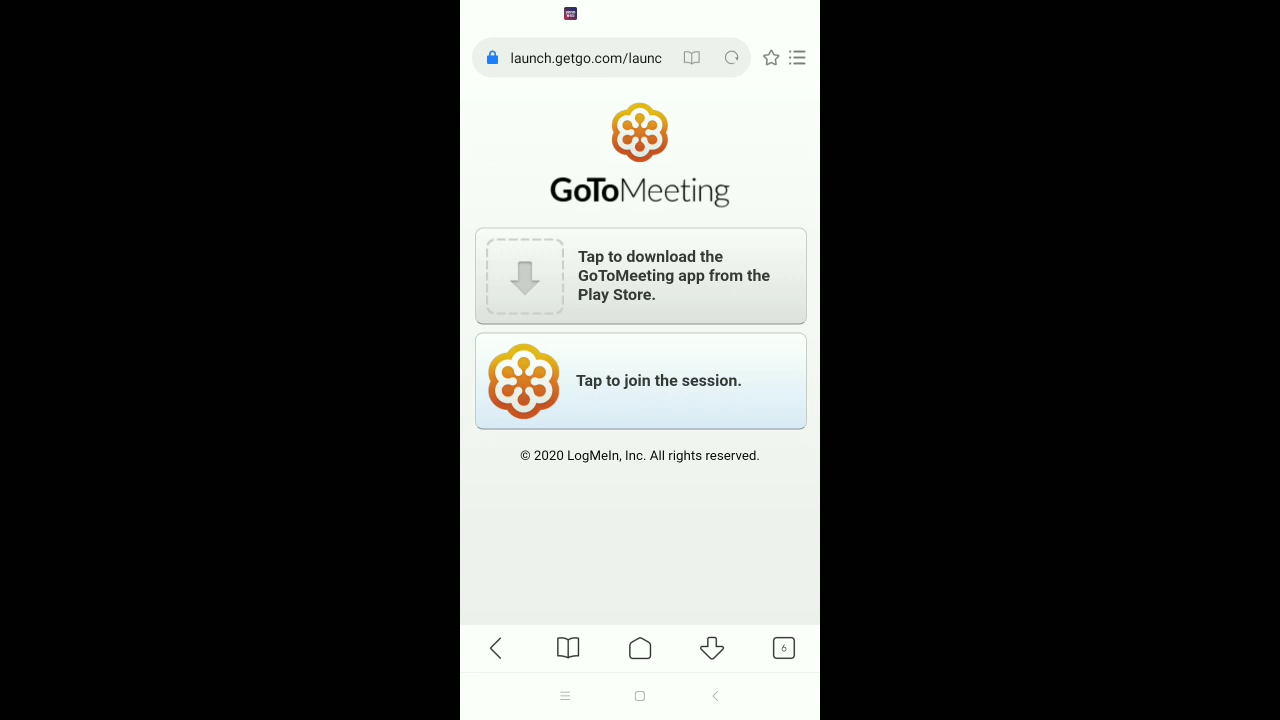 launch.getgo.com/launc
GoToMeeting
Tap to download the
GoToMeeting app from the
Play Store.
Tap to join the session.
© 2020 LogMeIn, Inc. All rights reserved.
6